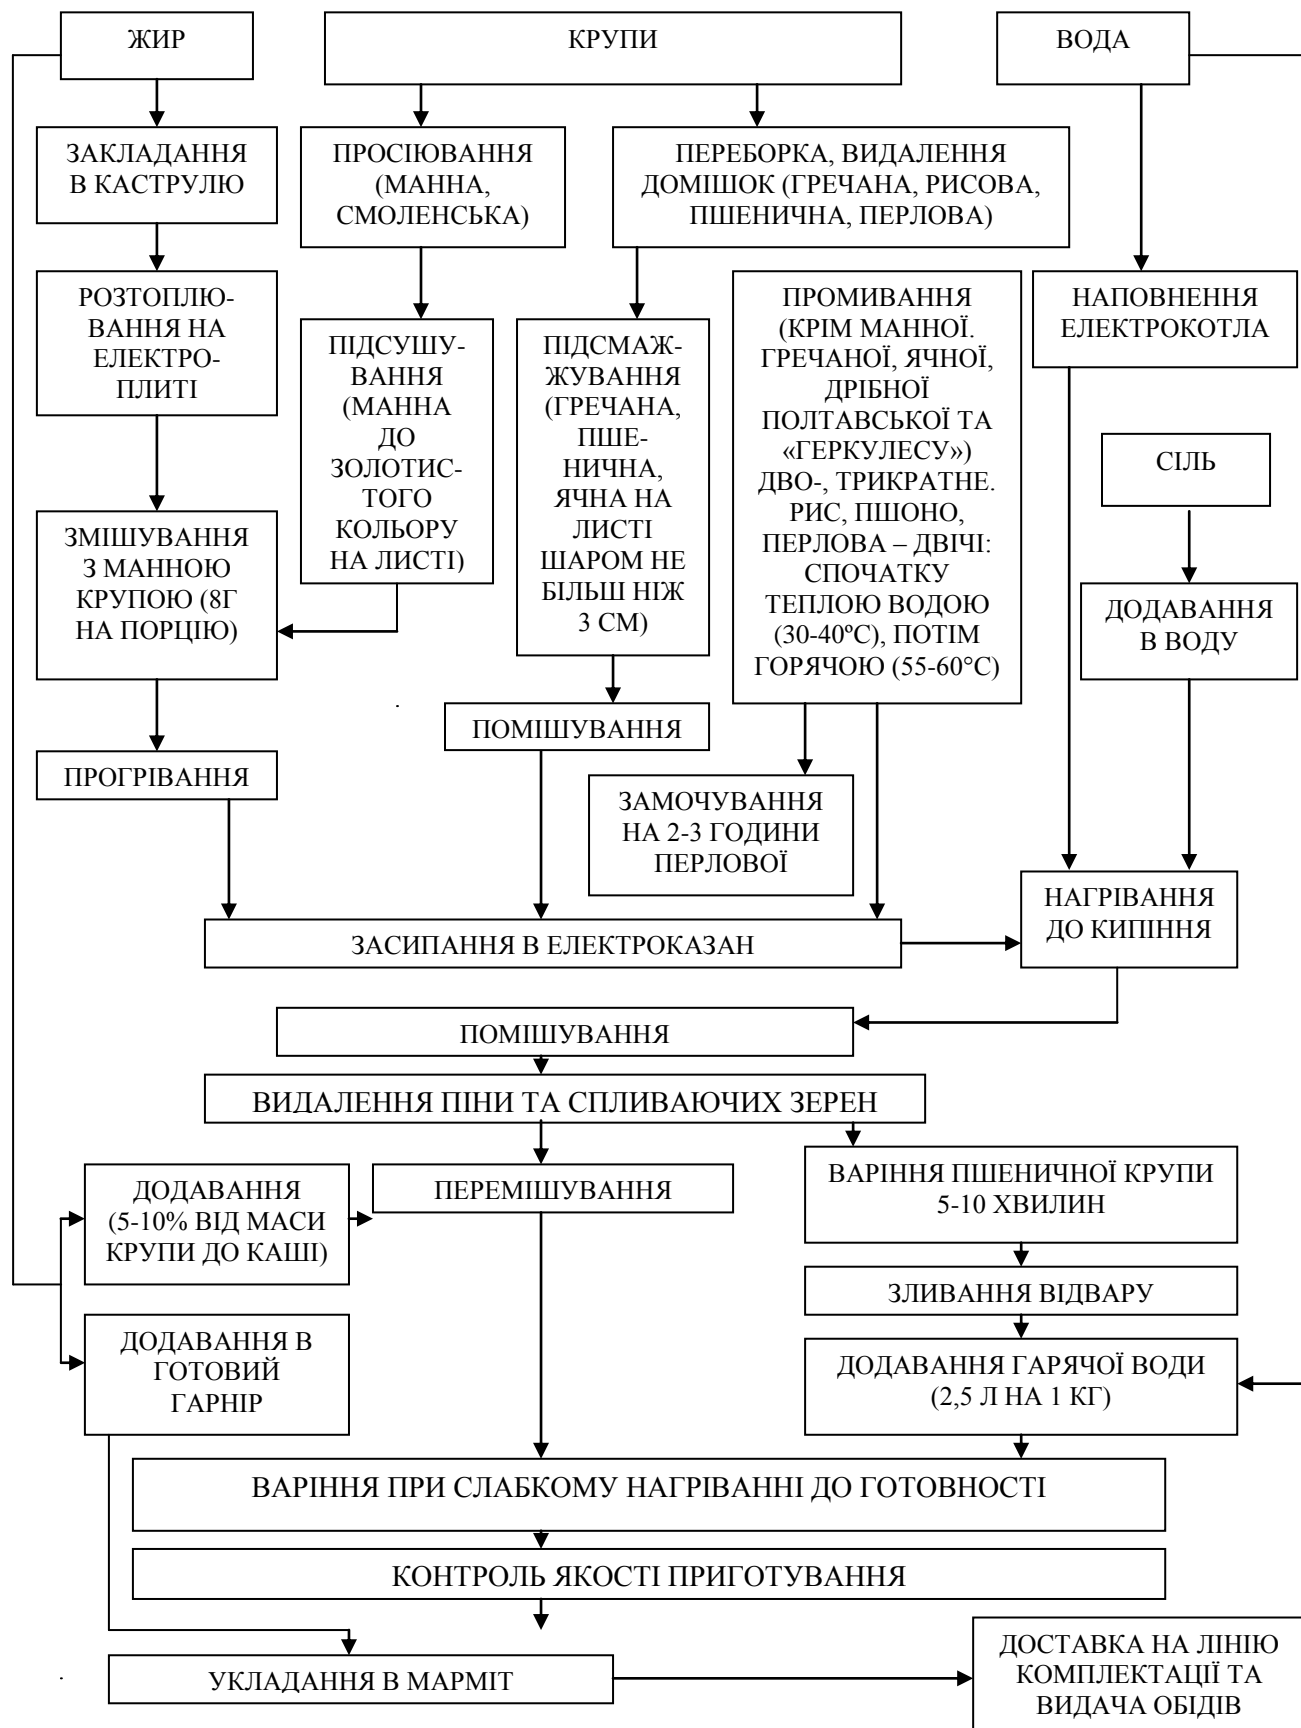 ЖИР
КРУПИ
ВОДА
ЗАКЛАДАННЯ
В КАСТРУЛЮ
ПРОСІЮВАННЯ
(МАННА,
СМОЛЕНСЬКА)
ПЕРЕБОРКА, ВИДАЛЕННЯ
ДОМІШОК (ГРЕЧАНА, РИСОВА,
ПШЕНИЧНА, ПЕРЛОВА)
РОЗТОПЛЮ-
ВАННЯ НА
ЕЛЕКТРО-
ПЛИТІ
ПІДСУШУ-
ВАННЯ
(МАННА
ДО
ЗОЛОТИС-
ТОГО
КОЛЬОРУ
НА ЛИСТІ)
ПІДСМАЖ-
ЖУВАННЯ
(ГРЕЧАНА,
ПШЕ-
НИЧНА,
ЯЧНА НА
ЛИСТІ
ШАРОМ НЕ
БІЛЬШ НІЖ
3 СМ)
ПРОМИВАННЯ
(КРІМ МАННОЇ.
ГРЕЧАНОЇ, ЯЧНОЇ,
ДРІБНОЇ
ПОЛТАВСЬКОЇ ТА
«ГЕРКУЛЕСУ»)
ДВО-, ТРИКРАТНЕ.
РИС, ПШОНО,
ПЕРЛОВА – ДВІЧІ:
СПОЧАТКУ
ТЕПЛОЮ ВОДОЮ
(30-40ºС), ПОТІМ
ГОРЯЧОЮ (55-60°С)
НАПОВНЕННЯ
ЕЛЕКТРОКОТЛА
СІЛЬ
ЗМІШУВАННЯ
З МАННОЮ
КРУПОЮ (8Г
НА ПОРЦІЮ)
ДОДАВАННЯ
В ВОДУ
ПОМІШУВАННЯ
ПРОГРІВАННЯ
ЗАМОЧУВАННЯ
НА 2-3 ГОДИНИ
ПЕРЛОВОЇ
НАГРІВАННЯ
ДО КИПІННЯ
ЗАСИПАННЯ В ЕЛЕКТРОКАЗАН
ПОМІШУВАННЯ
ВИДАЛЕННЯ ПІНИ ТА СПЛИВАЮЧИХ ЗЕРЕН
ДОДАВАННЯ
(5-10% ВІД МАСИ
КРУПИ ДО КАШІ)
ПЕРЕМІШУВАННЯ
ВАРІННЯ ПШЕНИЧНОЇ КРУПИ
5-10 ХВИЛИН
ЗЛИВАННЯ ВІДВАРУ
ДОДАВАННЯ В
ГОТОВИЙ
ГАРНІР
ДОДАВАННЯ ГАРЯЧОЇ ВОДИ
(2,5 Л НА 1 КГ)
ВАРІННЯ ПРИ СЛАБКОМУ НАГРІВАННІ ДО ГОТОВНОСТІ
КОНТРОЛЬ ЯКОСТІ ПРИГОТУВАННЯ
УКЛАДАННЯ В МАРМІТ
ДОСТАВКА НА ЛІНІЮ
КОМПЛЕКТАЦІЇ ТА
ВИДАЧА ОБІДІВ